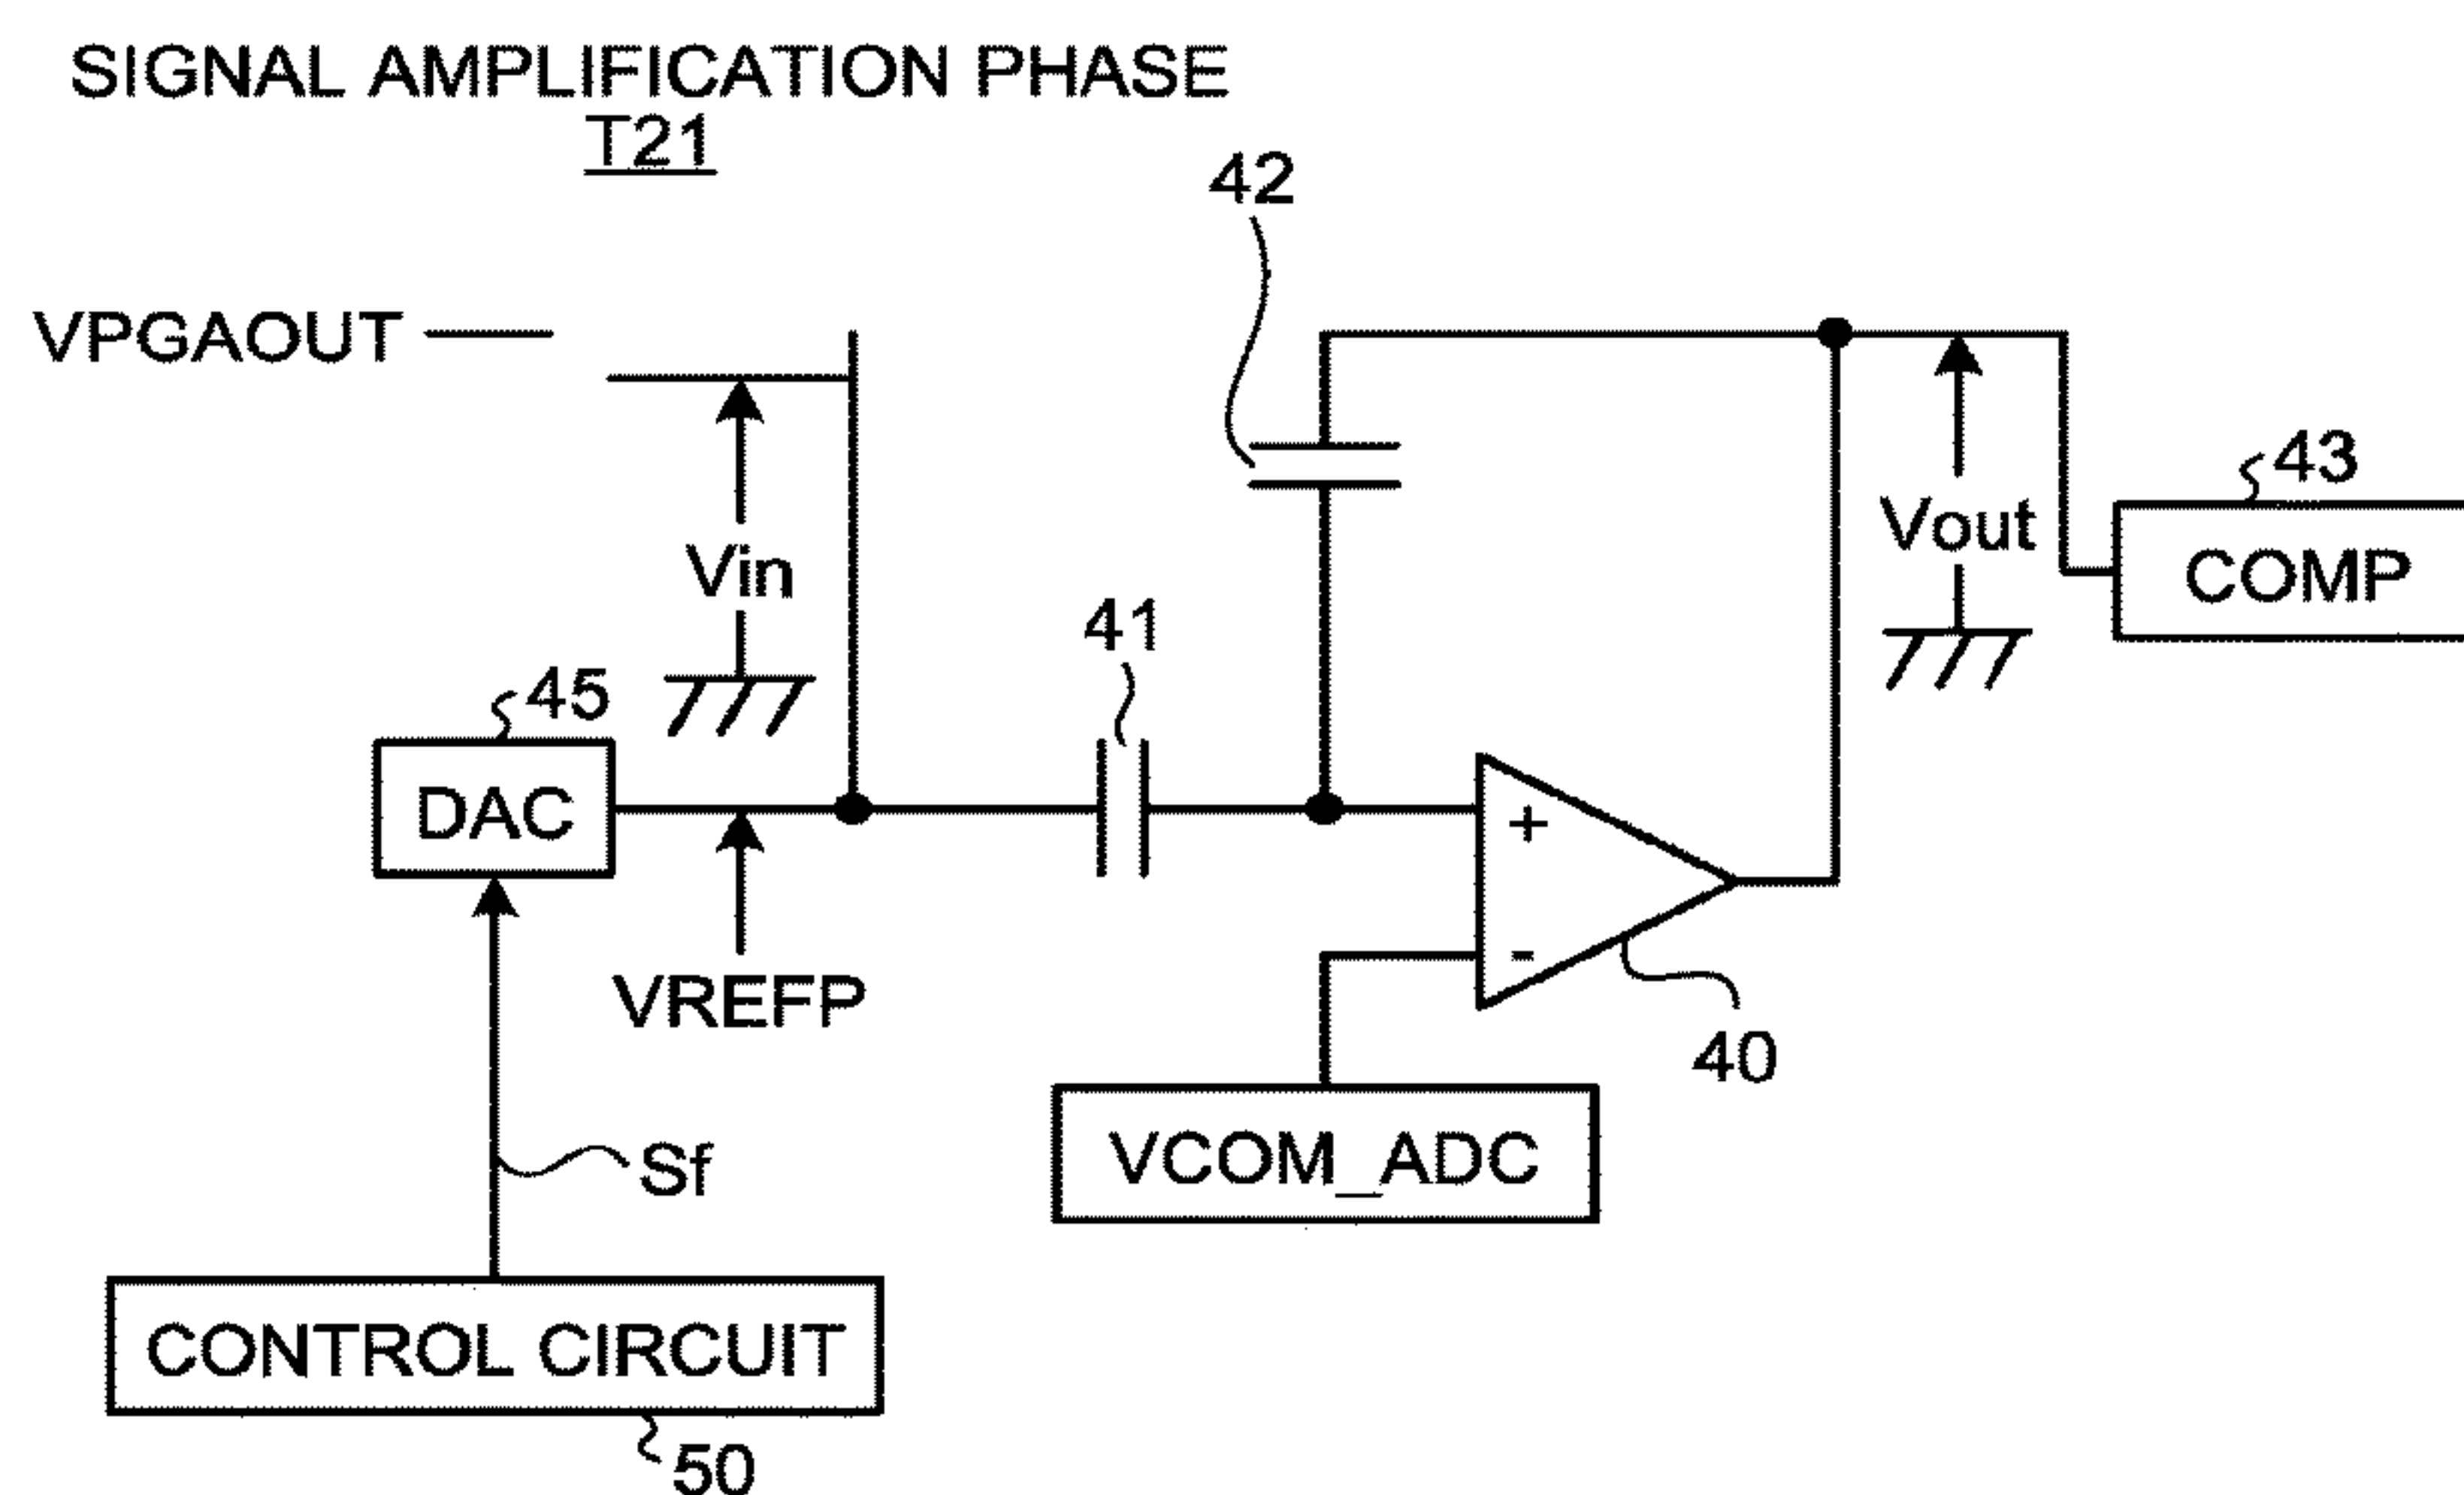 SIGNAL AMPLIFICATION PHASE
T21
42
VPGAOUT
43
Vout
COMP
Vin
41
45
DAC
+
-
VREFP
40
VCOM_ADC
Sf
CONTROL CIRCUIT
50